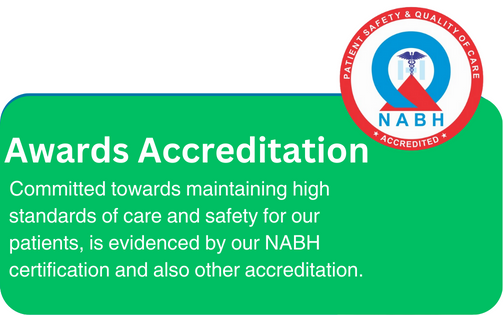 PATIENT SAFETY & QUALITY OF CARE
NABH
* ACCREDITED *
Awards Accreditation
Committed towards maintaining high
standards of care and safety for our
patients, is evidenced by our NABH
certification and also other accreditation.